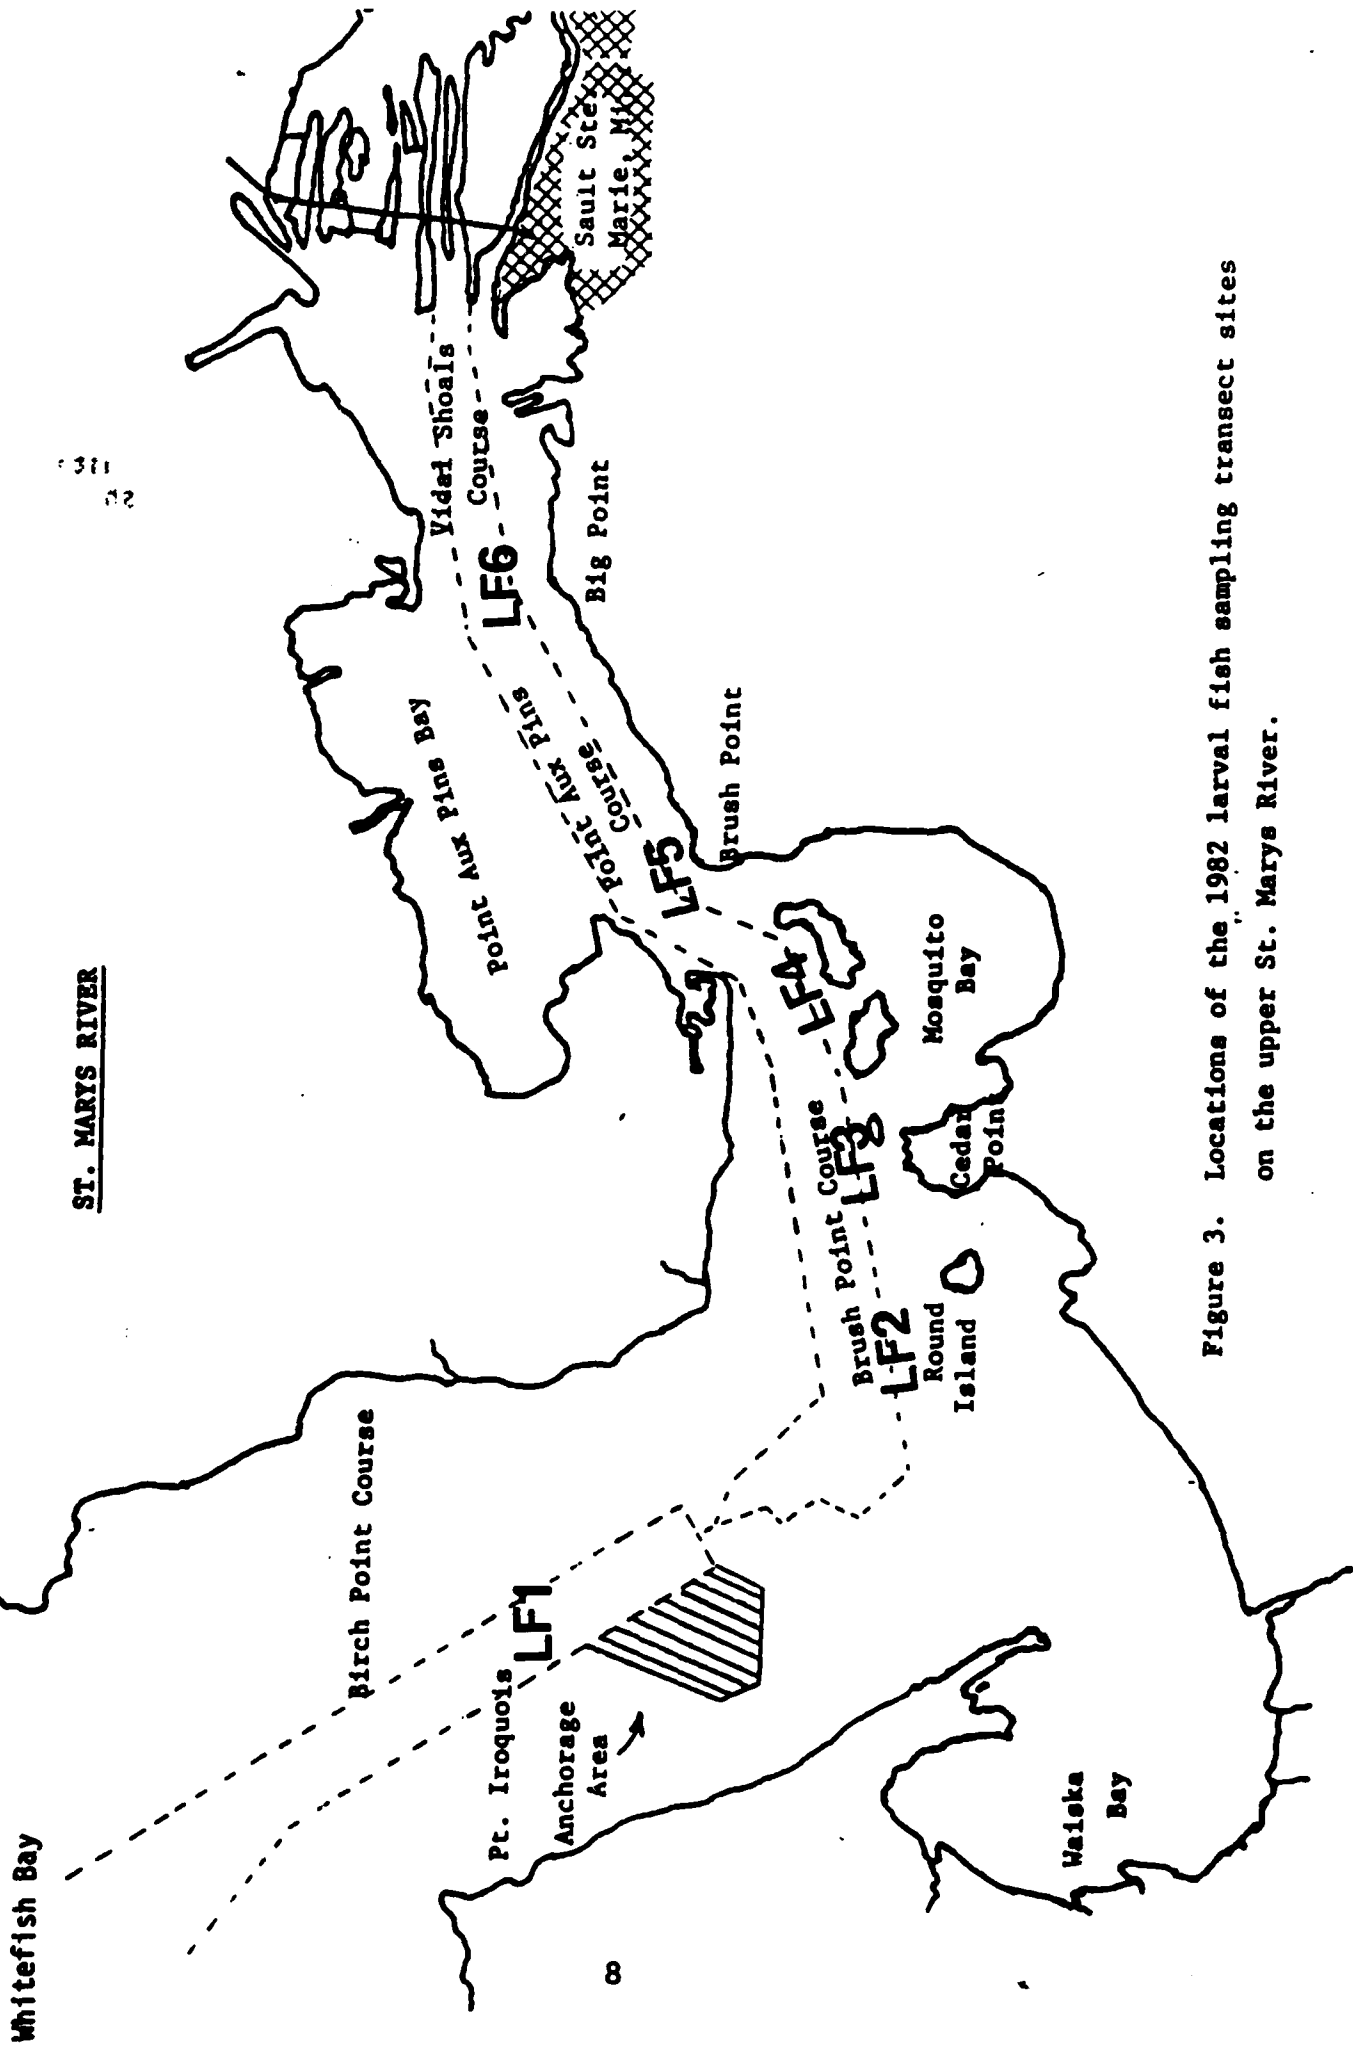 ST. MARYS RIVER
Whitefish Bay
Birch Point Course
LF1
Pt. Iroquois
Anchorage
Area
Waiska
Bay
Brush Point Course
LF2
Round
Island
LF3
Cedar
Point
LF4
Mosquito
Bay
LF5
Brush Point
Point Aux Pins Bay
Point Aux Pins
Course
LF6
Big Point
Vidal Shoals
Course
Sault Ste.
Marie, Mi.
Figure 3. Locations of the 1982 larval fish sampling transect sites
on the upper St. Marys River.
8